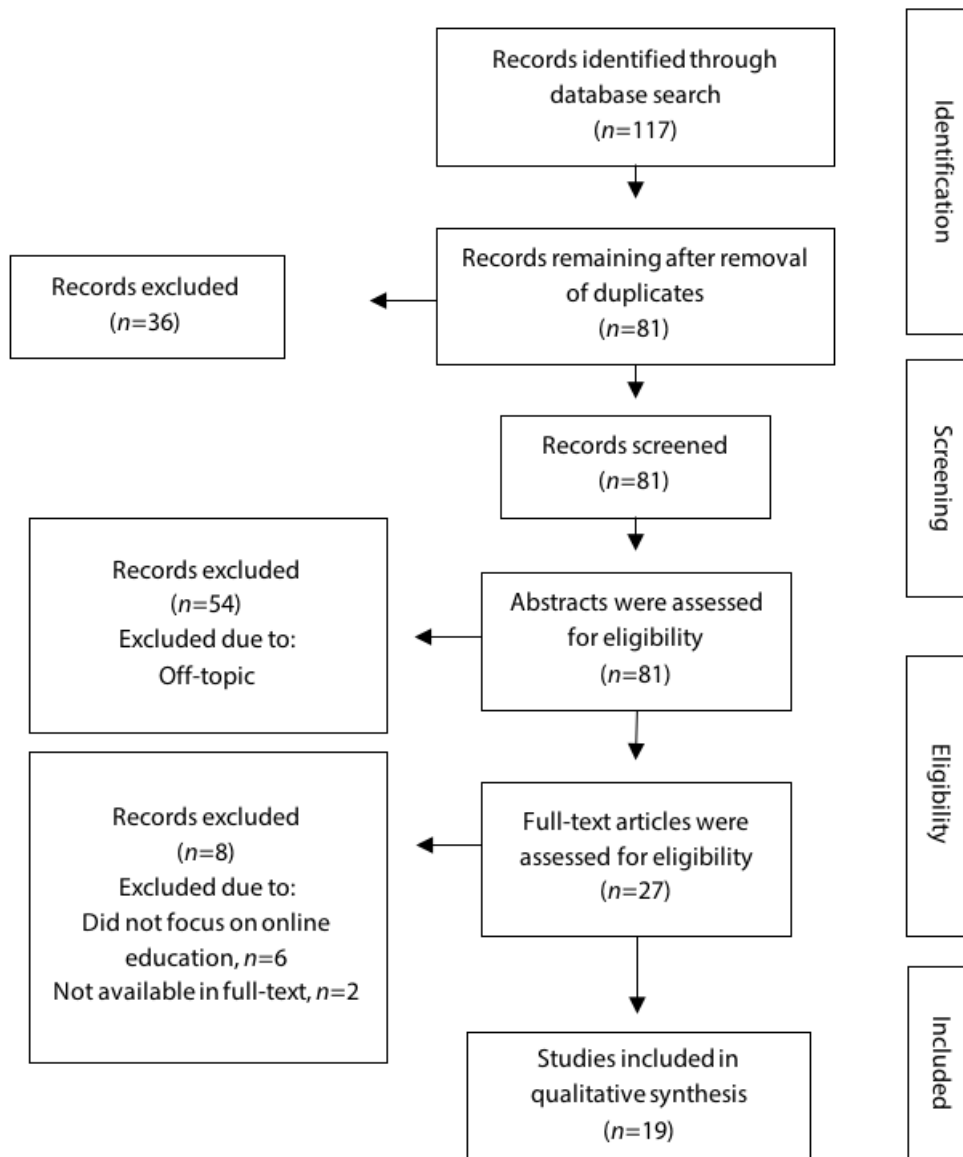 Records identified through
database search
(n=117)
Identification
Records remaining after removal
of duplicates
(n=81)
Records excluded
(n=36)
Screening
Records screened
(n=81)
Abstracts were assessed
for eligibility
(n=81)
Records excluded
(n=54)
Excluded due to:
Off-topic
Eligibility
Full-text articles were
assessed for eligibility
(n=27)
Records excluded
(n=8)
Excluded due to:
Did not focus on online
education, n=6
Not available in full-text, n=2
Included
Studies included in
qualitative synthesis
(n=19)